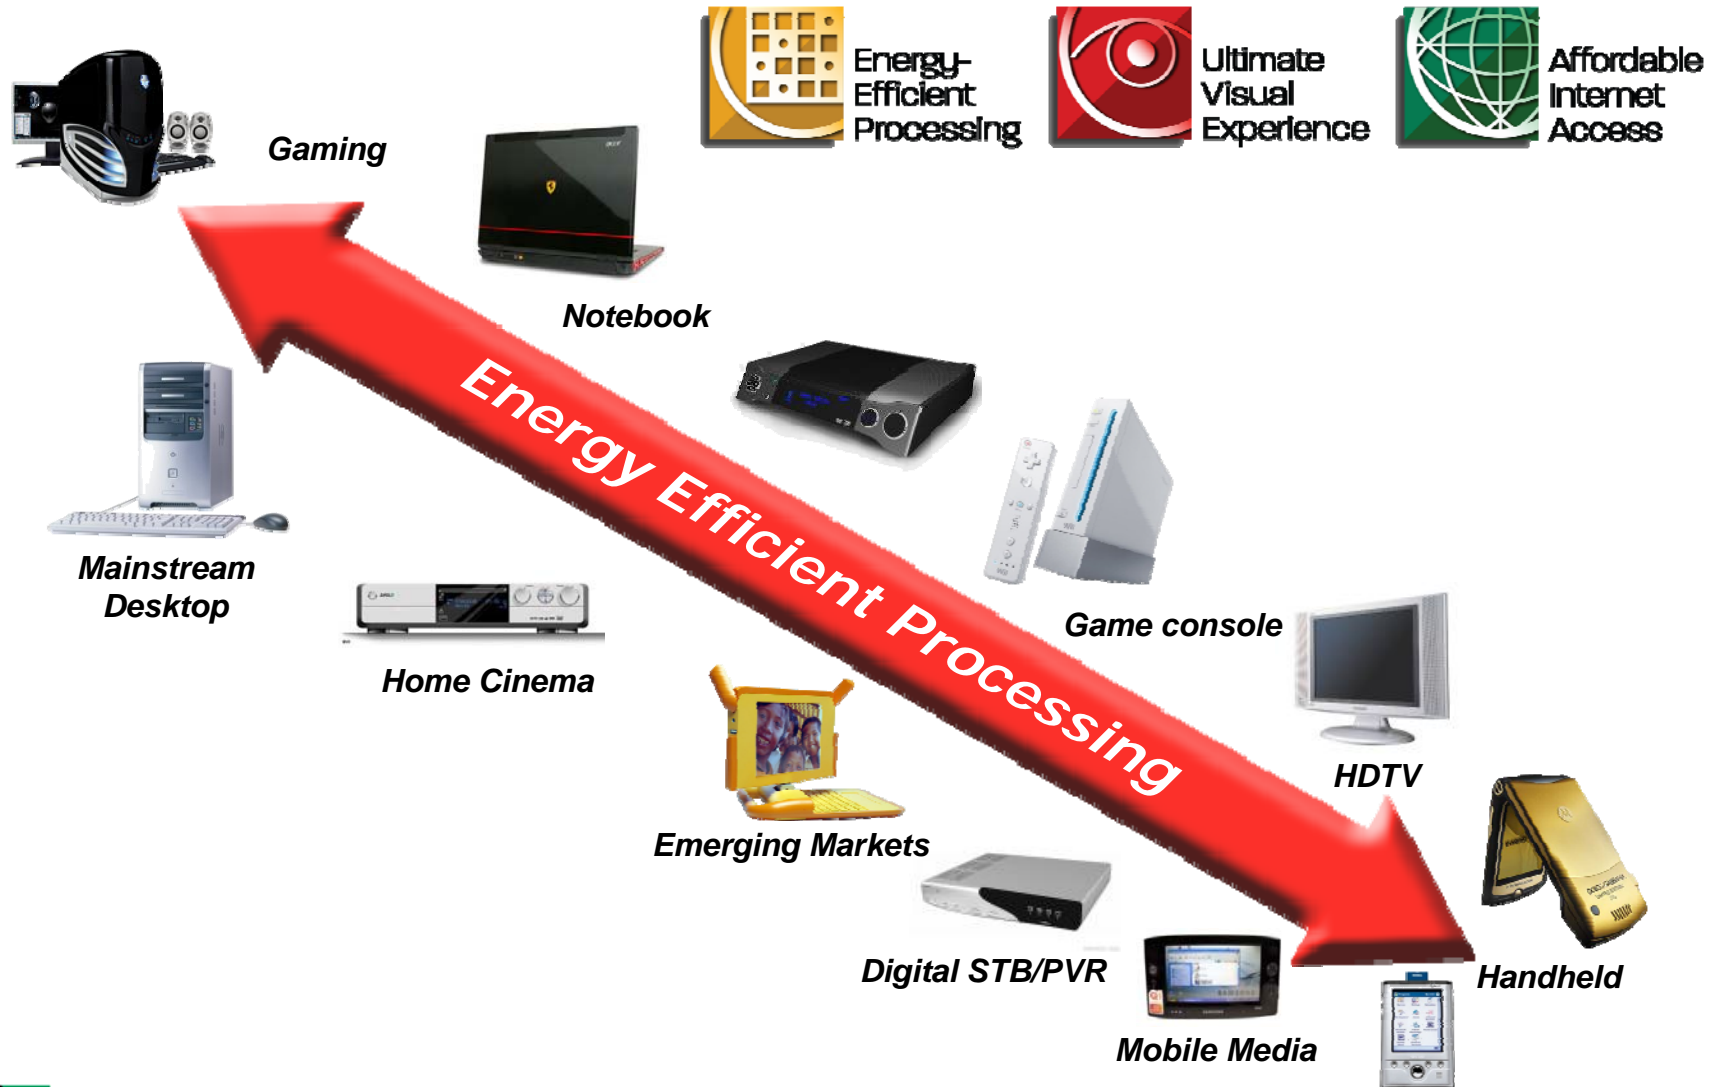 Energy-
Efficient
Processing
Ultimate
Visual
Experience
Affordable
Internet
Access
Gaming
Notebook
Energy Efficient Processing
Mainstream
Desktop
Game console
Home Cinema
HDTV
Emerging Markets
Digital STB/PVR
Handheld
Mobile Media